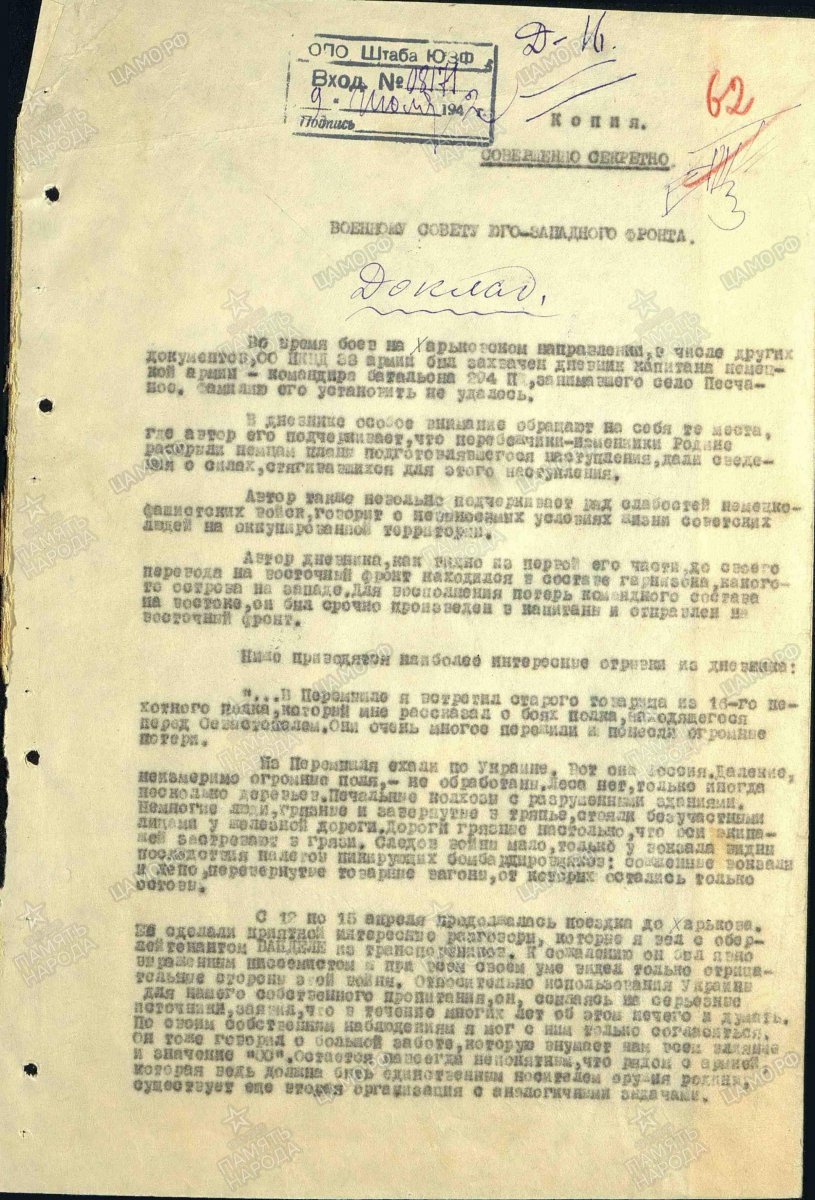 ОПО Штаба ЮЗФ
Вход. № 08171
9 " июля 1942 г.
Подпись
Д-16.
62
Копия.
СОВЕРШЕННО СЕКРЕТНО
3
ВОЕННОМУ СОВЕТУ ЮГО-ЗАПАДНОГО ФРОНТА.
Доклад.
Во время боев на Харьковском направлении, в числе других
документов, ОО НКВД 38 армии был захвачен дневник капитана немец-
кой армии - командира батальона 294 ПД, занимавшего село Песча-
ное. Фамилию его установить не удалось.
В дневнике особое внимание обращают на себя те места,
где автор его подчеркивает, что перебежчики-изменники Родине
раскрыли немцам планы подготовлявшегося наступления, дали сведе-
ния о силах, стягивавшихся для этого наступления.
Автор также невольно подчеркивает ряд слабостей немецко-
фашистских войск, говорит о невыносимых условиях жизни советских
людей на оккупированной территории.
Автор дневника, как видно из первой его части, до своего
перевода на восточный фронт находился в составе гарнизона, какого-
то острова на западе. Для восполнения потерь командного состава
на востоке, он был срочно произведен в капитаны и отправлен на
восточный фронт.
Ниже приводятся наиболее интересные отрывки из дневника:
"...В Перемышле я встретил старого товарища из 16-го пе-
хотного полка, который мне рассказал о боях полка, находящегося
перед Севастополем. Они очень многое пережили и понесли огромные
потери.
Из Перемышля ехали по Украине. Вот она Россия. Далекие,
неизмеримо огромные поля, - не обработаны. Леса нет, только иногда
несколько деревьев. Печальные колхозы с разрушенными зданиями.
Немногие люди, грязные и завернутые в тряпье, стояли с безучастными
лицами у железной дороги. Дороги грязные настолько, что оси экипа-
жей застревают в грязи. Следов войны мало, только у вокзала видны
последствия налетов пикирующих бомбардировщиков: сожженные вокзалы
и депо, перевернутые товарные вагоны, от которых остались только
остовы.
С 12 по 15 апреля продолжалась поездка до Харькова.
Ее сделали приятной интересные разговоры, которые я вел с обер-
лейтенантом ВАНДЕЛЕ из транспортников. К сожалению он был явно
выраженным пессимистом и при всем своем уме видел только отрица-
тельные стороны этой войны. Относительно использования Украины
для нашего собственного пропитания, он, ссылаясь на серьезные
источники, заявил, что в течение многих лет об этом нечего и думать.
По своим собственным наблюдениям я мог с ним только согласиться.
Он тоже говорил о большой заботе, которую внушает нам всем влияние
и значение "СС". Остается навсегда непонятным, что рядом с армией
которая ведь должна быть единственным носителем оружия родины,
существует еще вторая организация с аналогичными задачами.